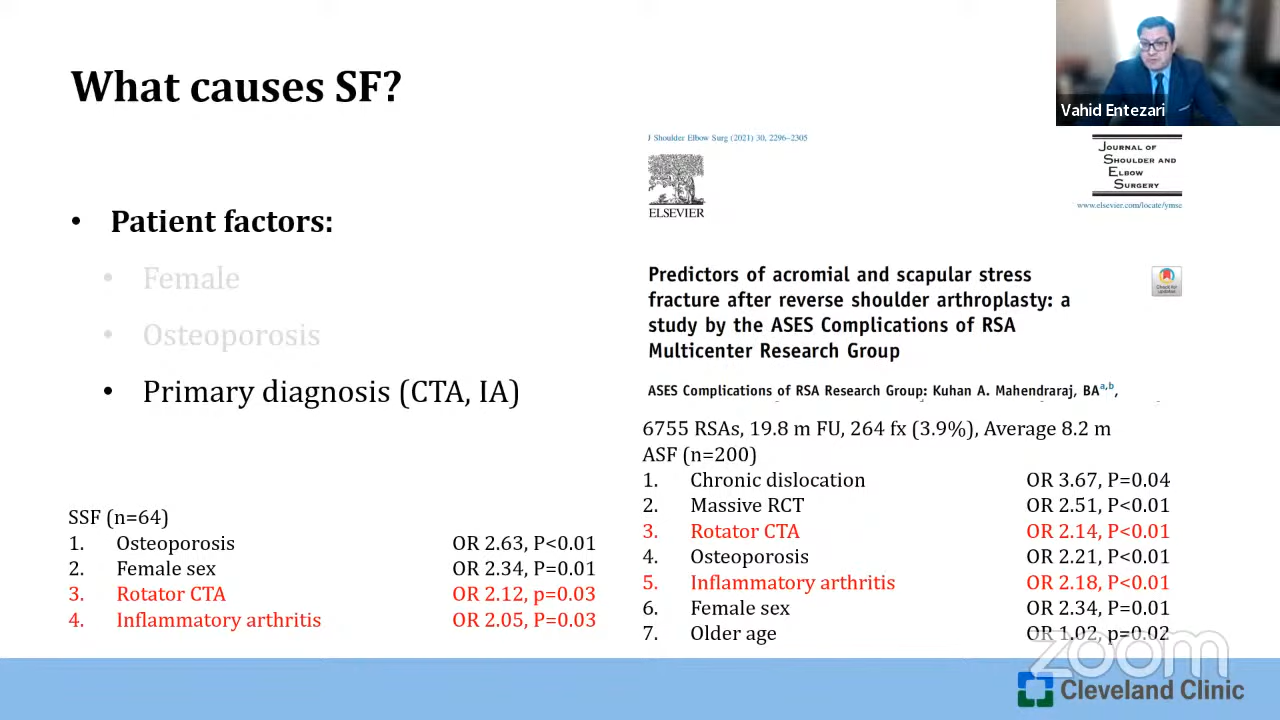 What causes SF?
Vahid Entezari
• Patient factors:
• Female
• Osteoporosis
• Primary diagnosis (CTA, IA)
SSF (n=64)
1. Osteoporosis OR 2.63, P<0.01
2. Female sex OR 2.34, P=0.01
3. Rotator CTA OR 2.12, p=0.03
4. Inflammatory arthritis OR 2.05, P=0.03
J Shoulder Elbow Surg (2021) 30, 2296–2305
ELSEVIER
JOURNAL OF
SHOULDER AND
ELBOW
SURGERY
www.elsevier.com/locate/ymse
Predictors of acromial and scapular stress
fracture after reverse shoulder arthroplasty: a
study by the ASES Complications of RSA
Multicenter Research Group
Check for
updates
ASES Complications of RSA Research Group: Kuhan A. Mahendraraj, BAa,b,
6755 RSAs, 19.8 m FU, 264 fx (3.9%), Average 8.2 m
ASF (n=200)
1. Chronic dislocation OR 3.67, P=0.04
2. Massive RCT OR 2.51, P<0.01
3. Rotator CTA OR 2.14, P<0.01
4. Osteoporosis OR 2.21, P<0.01
5. Inflammatory arthritis OR 2.18, P<0.01
6. Female sex OR 2.34, P=0.01
7. Older age OR 1.02, p=0.02
zoom
Cleveland Clinic